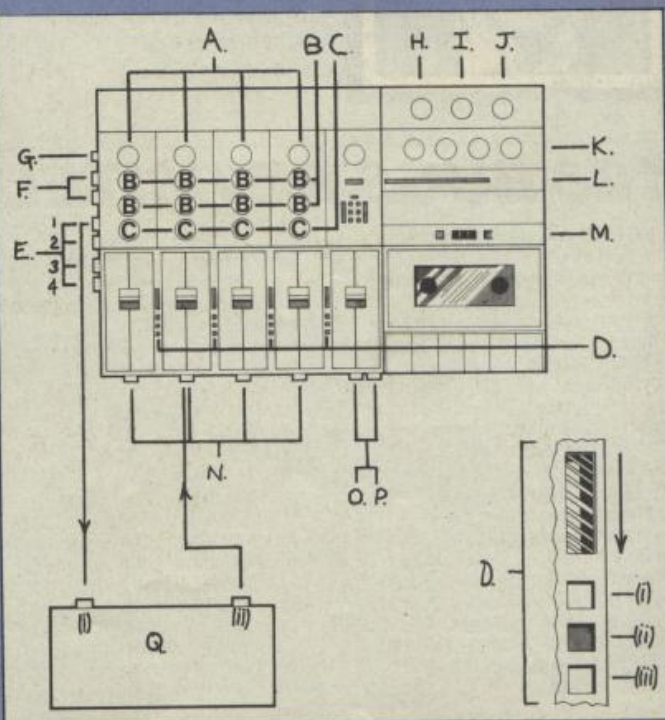 A. B C. H. I. J.
G. K.
F. B B B B L.
B B B B
E. 1 C C C C M.
2
3
4
D.
N.
O. P.
D. (i)
(i) (ii) (ii)
Q. (iii)